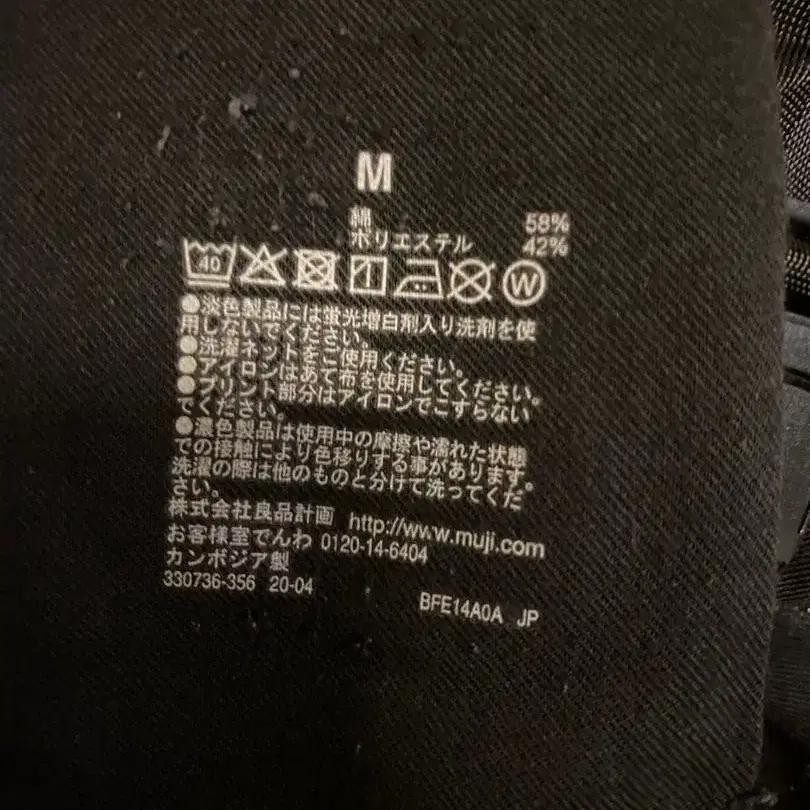 M
綿 58%
ポリエステル 42%
40 W
●淡色製品には蛍光増白剤入り洗剤を使
用しないでください。
●洗濯ネットをご使用ください。
●アイロンはあて布を使用してください。
●プリント部分はアイロンでこすらない
でください。
●濃色製品は使用中の摩擦や濡れた状態
での接触により色移りする事があります。
洗濯の際は他のものと分けて洗ってくだ
さい。
株式会社良品計画 http://www.muji.com
お客様室でんわ 0120-14-6404
カンボジア製
330736-356 20-04
BFE14A0A JP